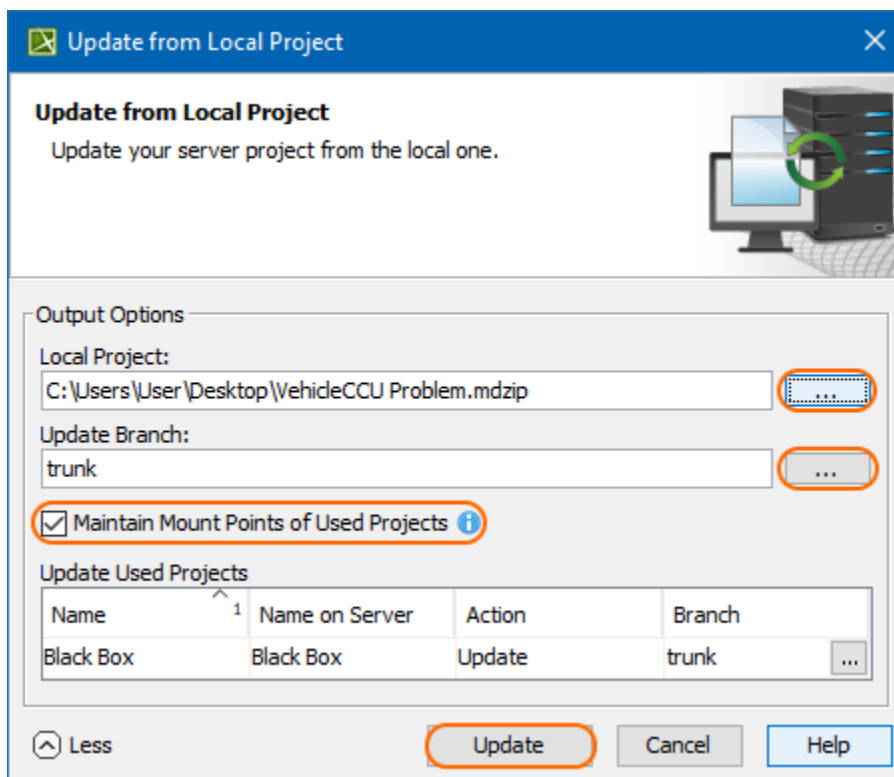 Update from Local Project
Update from Local Project
Update your server project from the local one.
Output Options
Local Project:
C:\Users\User\Desktop\VehicleCCU Problem.mdzip
...
Update Branch:
trunk
...
Maintain Mount Points of Used Projects
Update Used Projects
Name 1 Name on Server Action Branch
Black Box Black Box Update trunk ...
Less Update Cancel Help